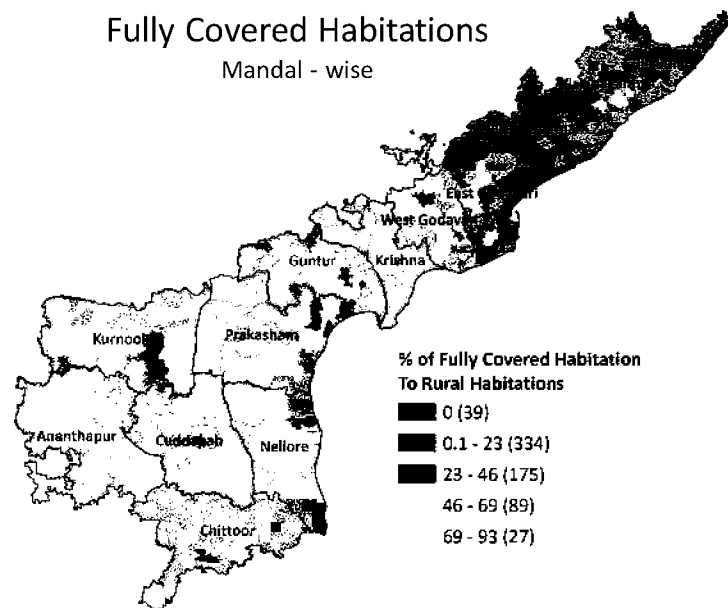 Fully Covered Habitations
Mandal - wise
West Godav
Guntur
Krishna
Kurnool
Prakasham
% of Fully Covered Habitation
To Rural Habitations
0 (39)
0.1 - 23 (334)
23 - 46 (175)
46 - 69 (89)
69 - 93 (27)
Ananthapur
Cuddapah
Nellore
Chittoor